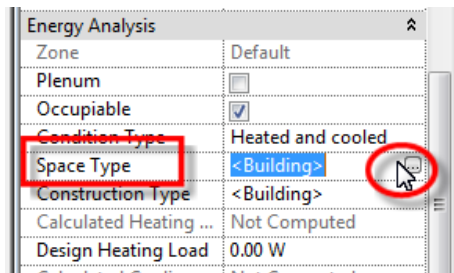 Energy Analysis
Zone Default
Plenum
Occupiable
Condition Type Heated and cooled
Space Type <Building> ...
Construction Type <Building>
Calculated Heating ... Not Computed
Design Heating Load 0.00 W